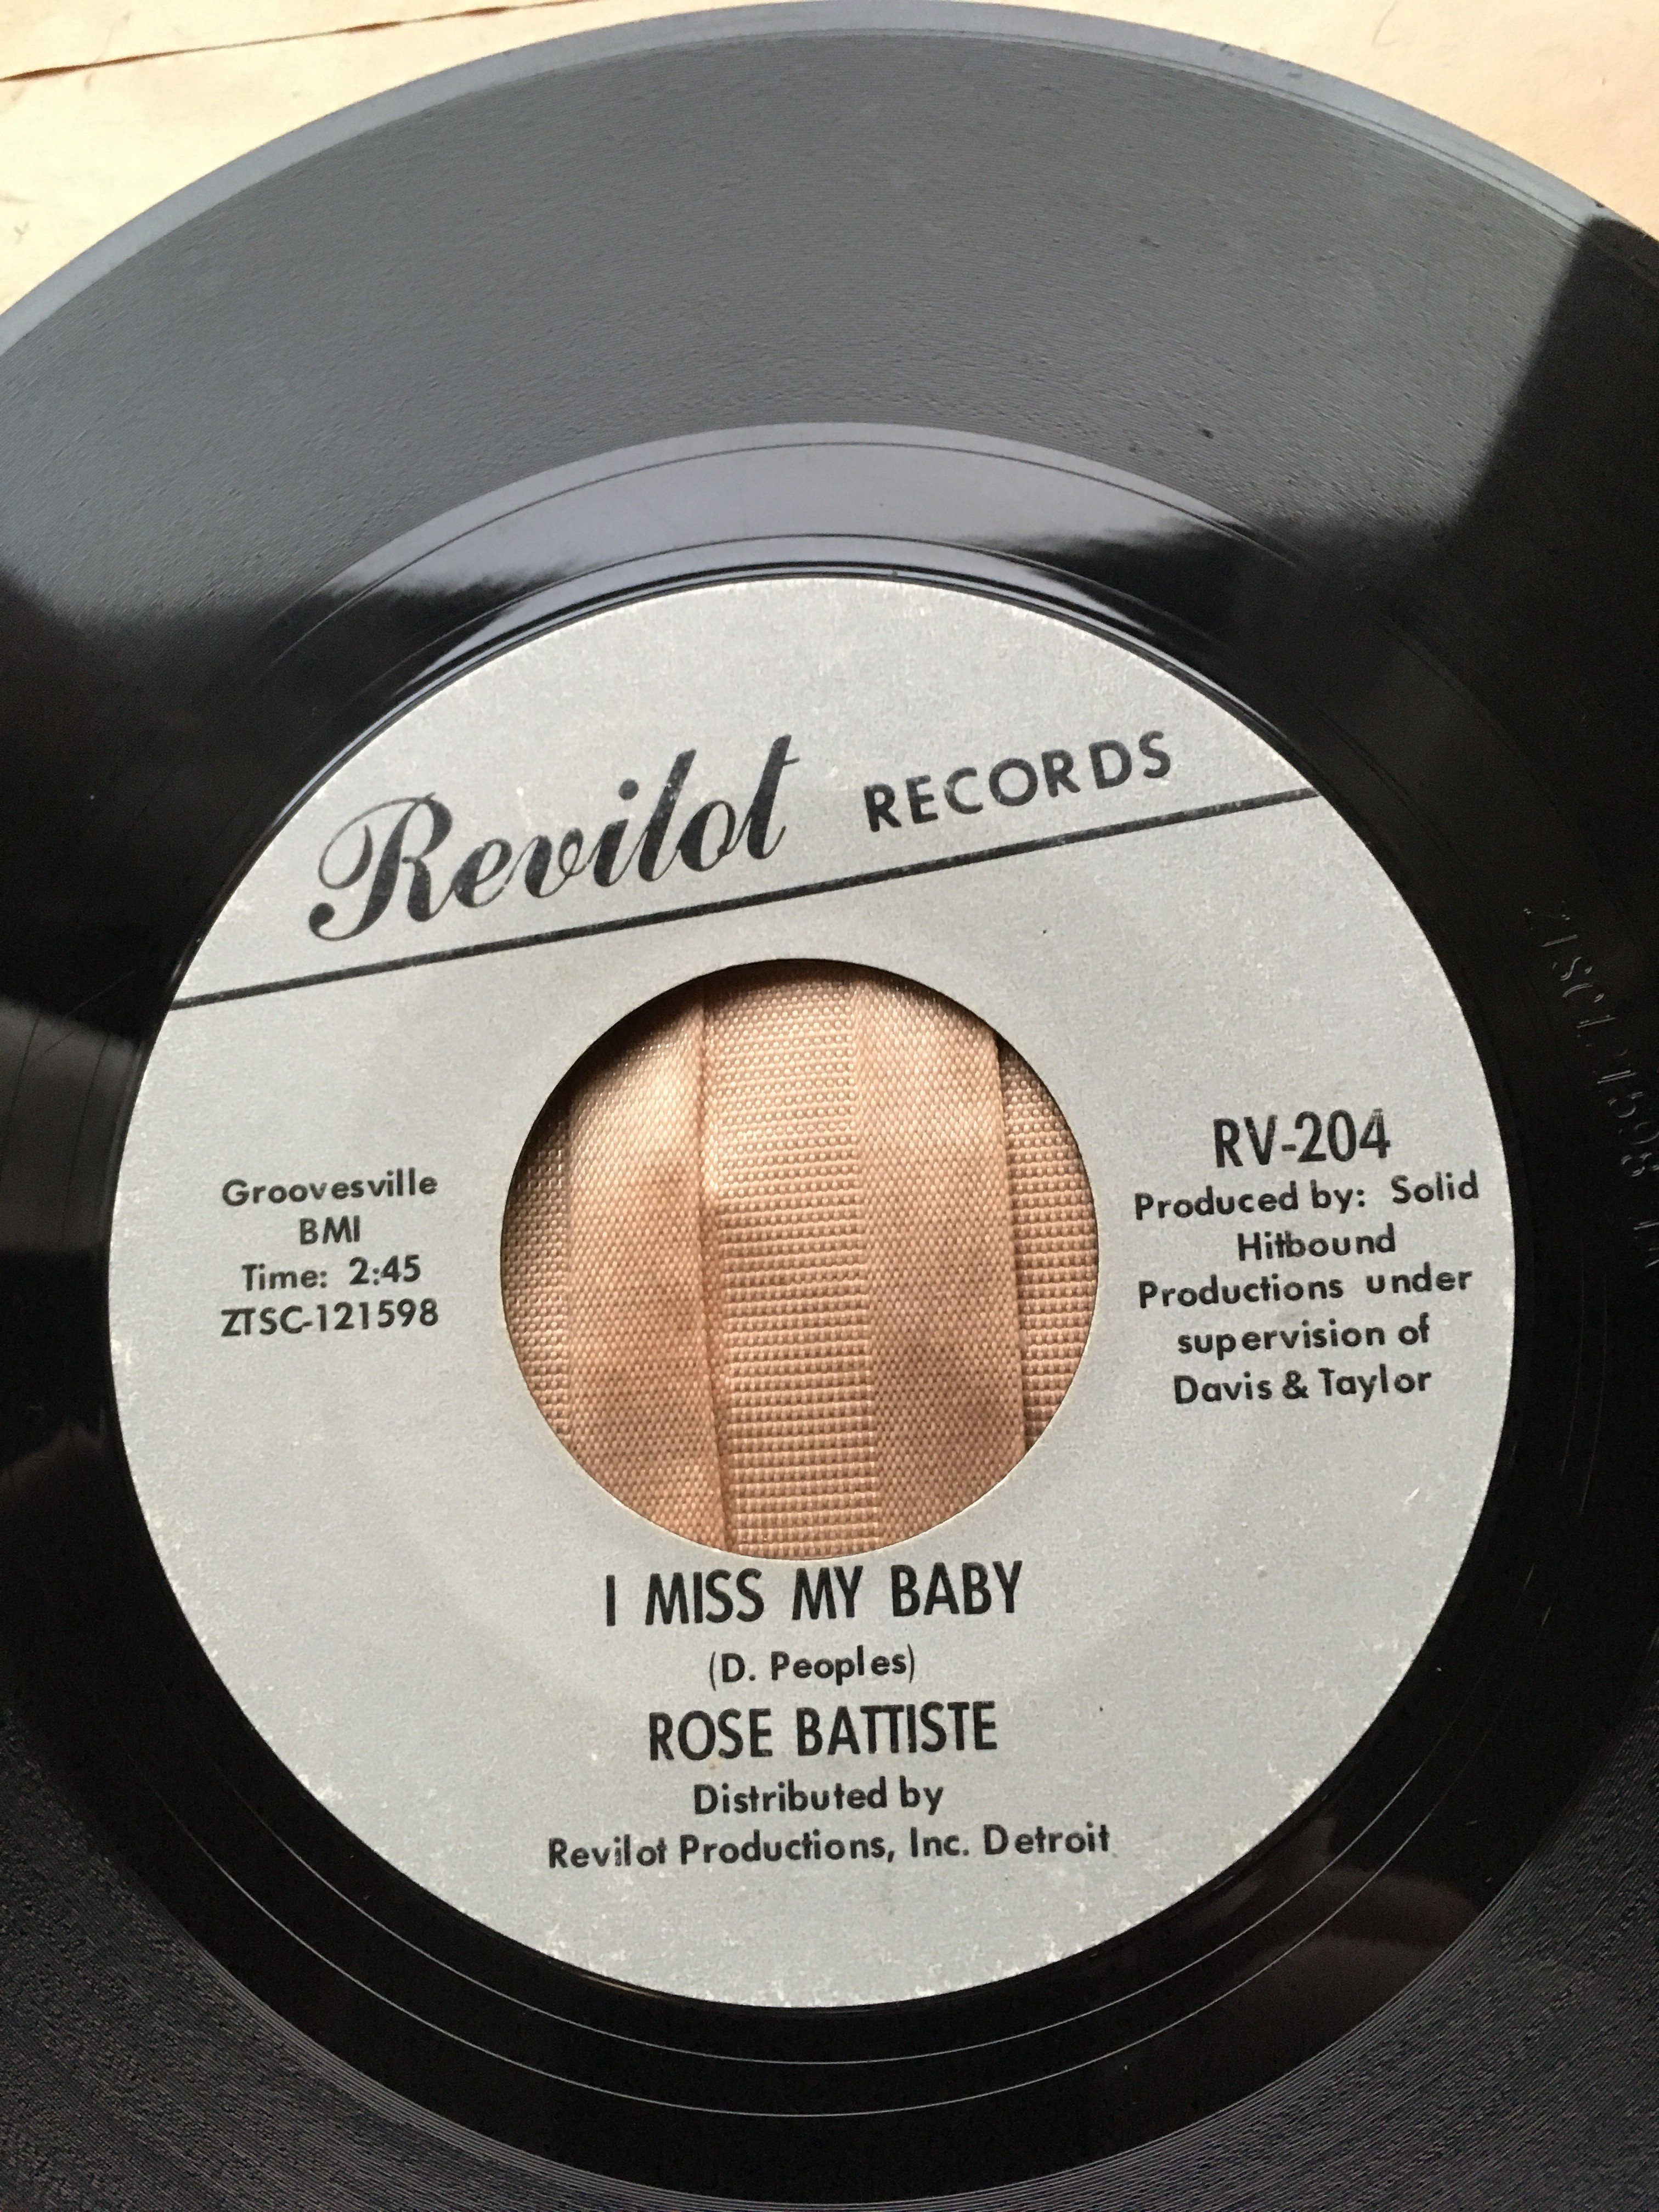 Revilot RECORDS
Groovesville
BMI
Time: 2:45
ZTSC-121598
RV-204
Produced by: Solid
Hitbound
Productions under
supervision of
Davis & Taylor
I MISS MY BABY
(D. Peoples)
ROSE BATTISTE
Distributed by
Revilot Productions, Inc. Detroit